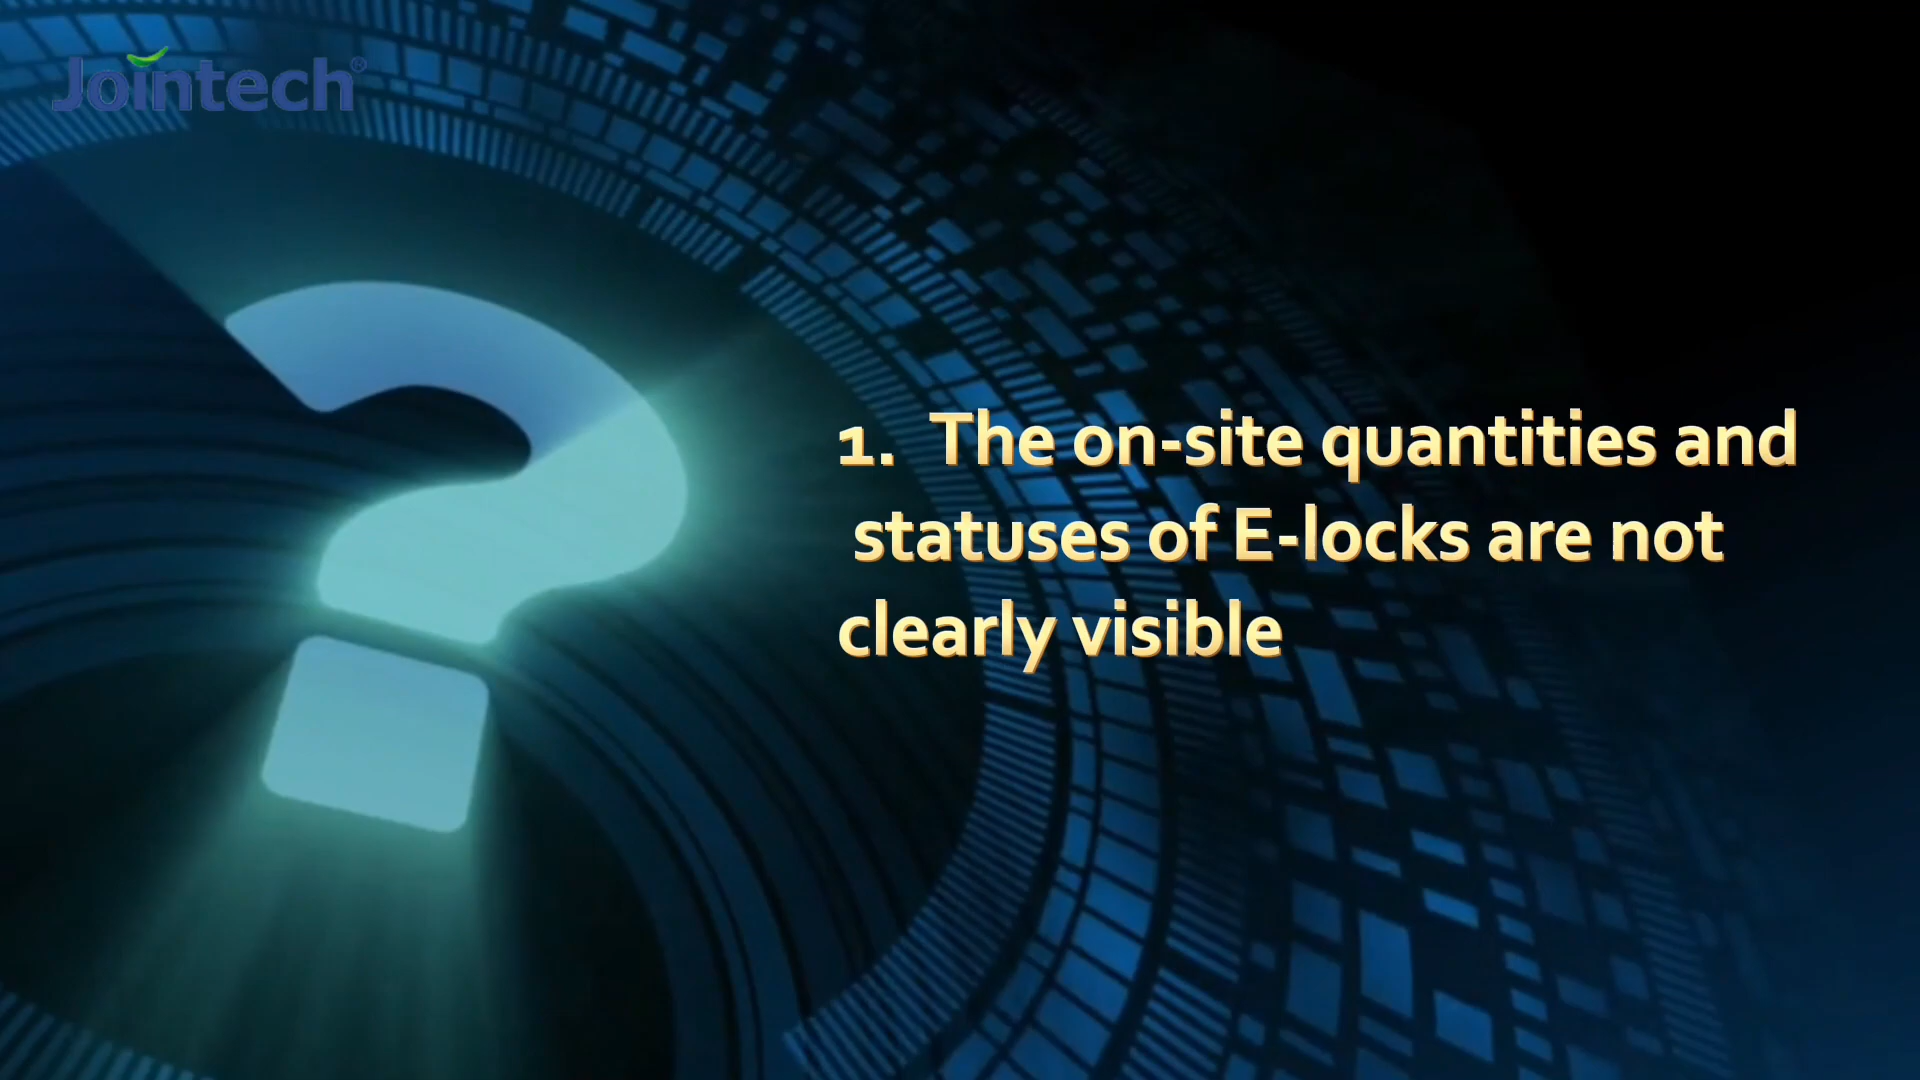 Jointech®
1. The on-site quantities and
statuses of E-locks are not
clearly visible